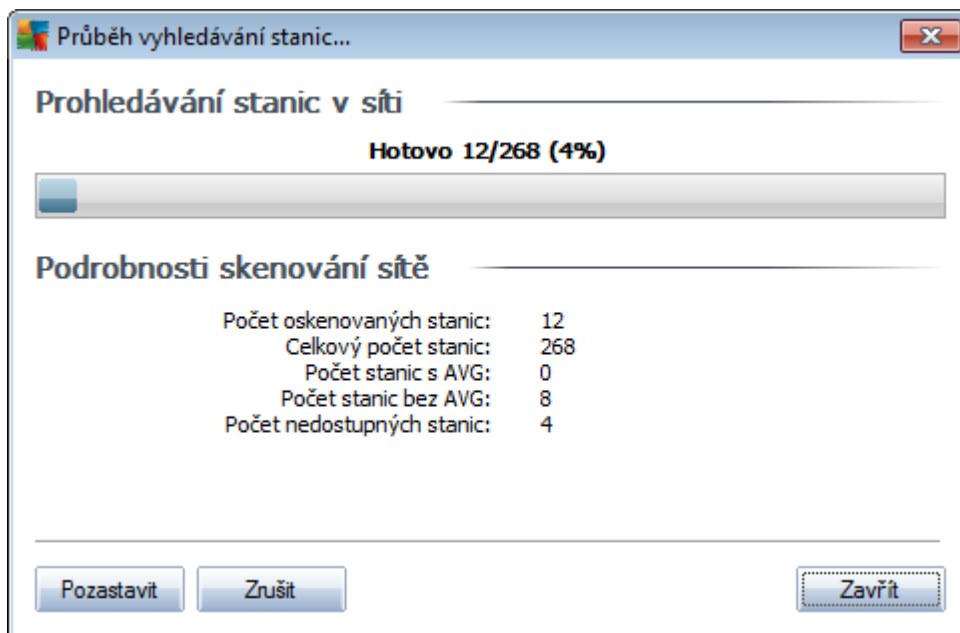 Průběh vyhledávání stanic...
Prohledávání stanic v síti
Hotovo 12/268 (4%)
Podrobnosti skenování sítě
Počet oskenovaných stanic: 12
Celkový počet stanic: 268
Počet stanic s AVG: 0
Počet stanic bez AVG: 8
Počet nedostupných stanic: 4
Pozastavit Zrušit Zavřít